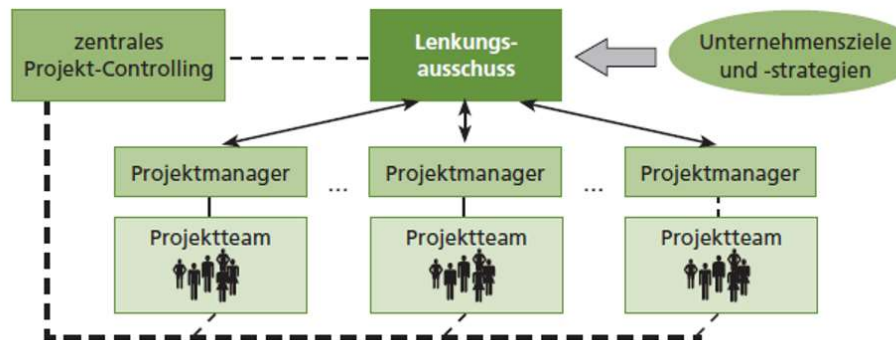 zentrales
Projekt-Controlling
Lenkungs-
ausschuss
Unternehmensziele
und -strategien
Projektmanager
...
Projektmanager
...
Projektmanager
Projektteam
Projektteam
Projektteam